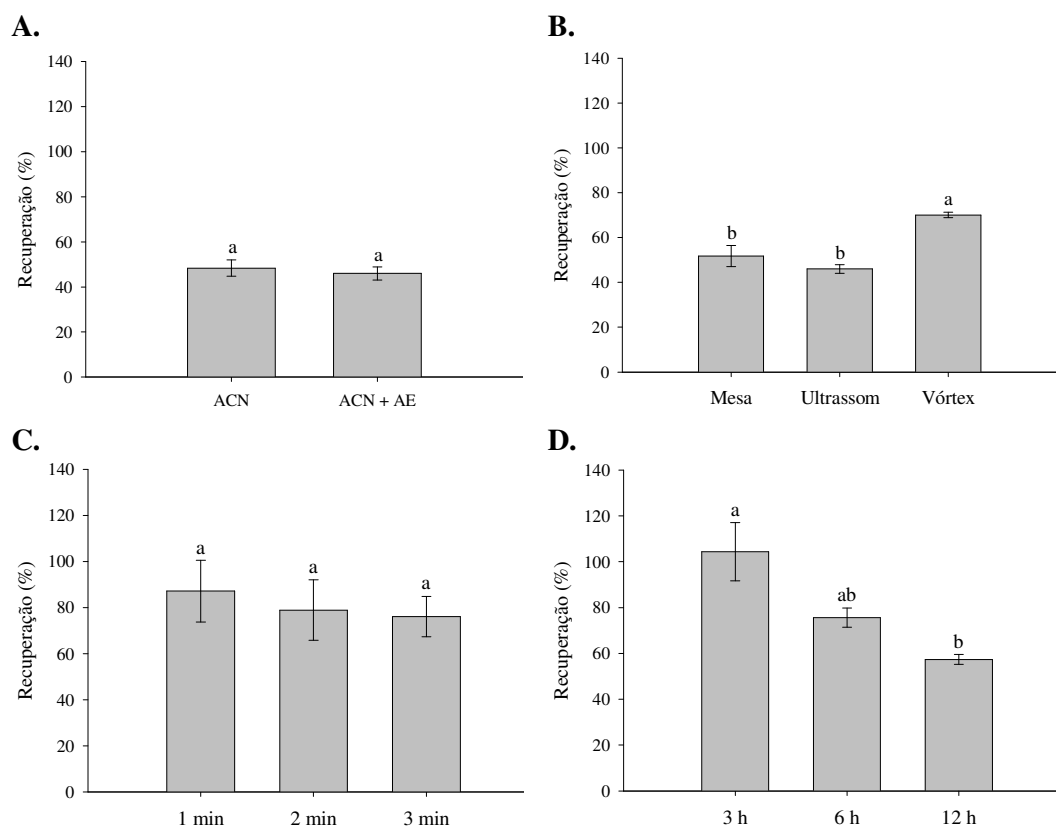 A.
Recuperação (%)
140
120
100
80
60
40
20
0
a
a
ACN
ACN + AE
B.
Recuperação (%)
140
120
100
80
60
40
20
0
b
b
a
Mesa
Ultrassom
Vórtex
C.
Recuperação (%)
140
120
100
80
60
40
20
0
a
a
a
1 min
2 min
3 min
D.
Recuperação (%)
140
120
100
80
60
40
20
0
a
ab
b
3 h
6 h
12 h